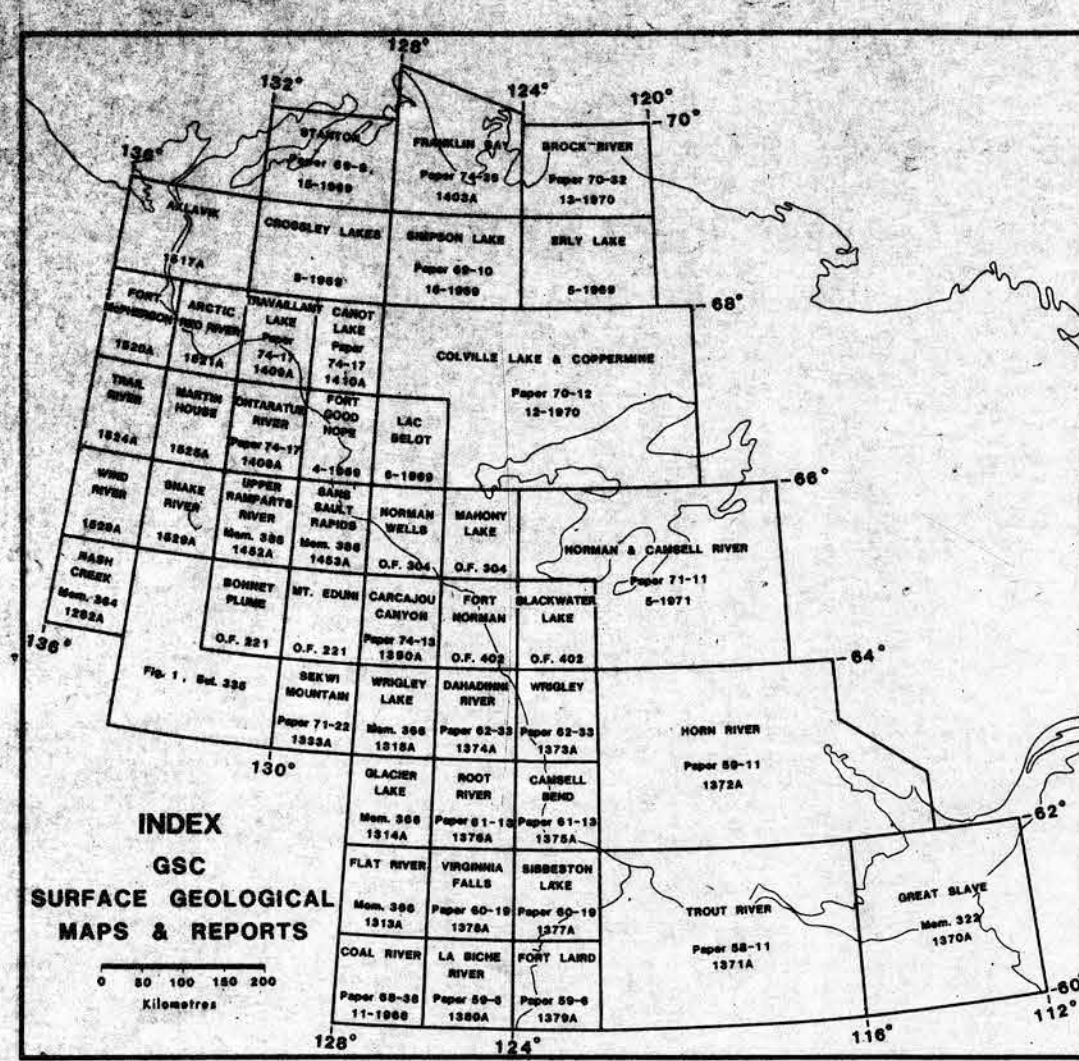 128°
132°
124°
120°
70°
STANTON
Paper 69-9,
15-1969
FRANKLIN BAY
Paper 74-36
1403A
BROCK RIVER
Paper 70-32
13-1970
136°
AKLAVIK
1517A
CROSSLEY LAKES
8-1969
SIMPSON LAKE
Paper 69-10
16-1969
ERLY LAKE
5-1969
68°
FORT
McPHERSON
1520A
ARCTIC
RED RIVER
1521A
TRAVAILLANT
LAKE
Paper
74-17
1409A
CANOT
LAKE
Paper
74-17
1410A
COLVILLE LAKE & COPPERMINE
Paper 70-12
12-1970
TRAIL
RIVER
1524A
MARTIN
HOUSE
1525A
ONTARATUE
RIVER
Paper 74-17
1408A
FORT
GOOD
HOPE
4-1969
LAC
BELOT
6-1969
66°
WIND
RIVER
1528A
SNAKE
RIVER
1529A
UPPER
RAMPARTS
RIVER
Mem. 386
1452A
SANS
SAULT
RAPIDS
Mem. 386
1453A
NORMAN
WELLS
O.F. 304
MAHONY
LAKE
O.F. 304
NORMAN & CAMSELL RIVER
Paper 71-11
5-1971
NASH
CREEK
Mem. 364
1282A
BONNET
PLUME
O.F. 221
MT. EDUNI
O.F. 221
CARCAJOU
CANYON
Paper 74-13
1390A
FORT
NORMAN
O.F. 402
BLACKWATER
LAKE
O.F. 402
64°
136°
Fig. 1, Bul. 335
SEKWI
MOUNTAIN
Paper 71-22
1333A
WRIGLEY
LAKE
Mem. 366
1315A
DAHADINNI
RIVER
Paper 62-33
1374A
WRIGLEY
Paper 62-33
1373A
HORN RIVER
Paper 59-11
1372A
130°
GLACIER
LAKE
Mem. 366
1314A
ROOT
RIVER
Paper 61-13
1376A
CAMSELL
BEND
Paper 61-13
1375A
62°
INDEX
GSC
SURFACE GEOLOGICAL
MAPS & REPORTS
0 50 100 150 200
Kilometres
FLAT RIVER
Mem. 366
1313A
VIRGINNIA
FALLS
Paper 60-19
1378A
SIBBESTON
LAKE
Paper 60-19
1377A
TROUT RIVER
Paper 58-11
1371A
GREAT SLAVE
Mem. 322
1370A
COAL RIVER
Paper 68-38
11-1968
LA BICHE
RIVER
Paper 59-5
1380A
FORT LAIRD
Paper 59-6
1379A
60°
128°
124°
116°
112°